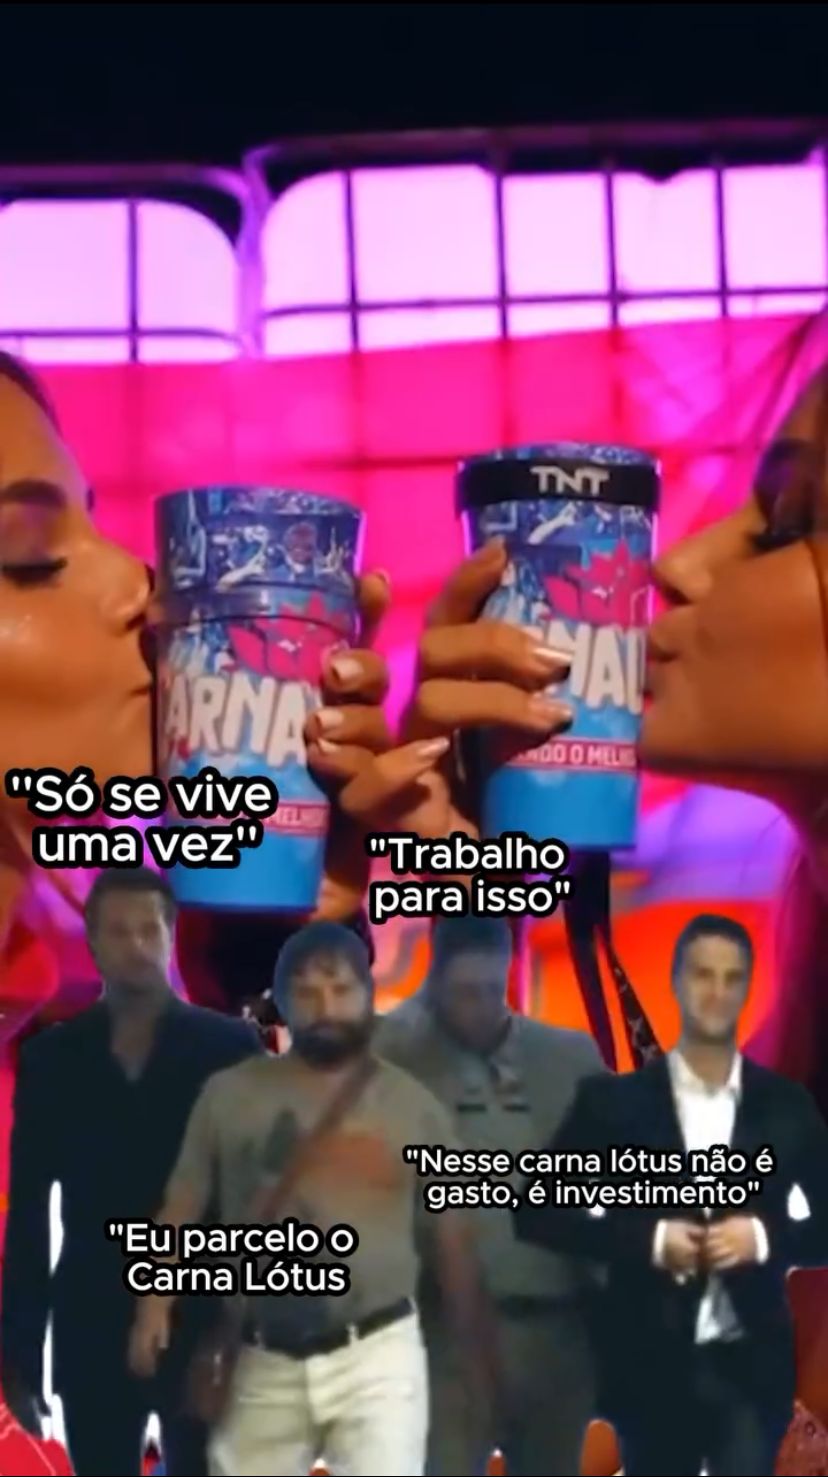 TNT
"Só se vive
uma vez"
"Trabalho
para isso"
"Nesse carna lótus não é
gasto, é investimento"
"Eu parcelo o
Carna Lótus